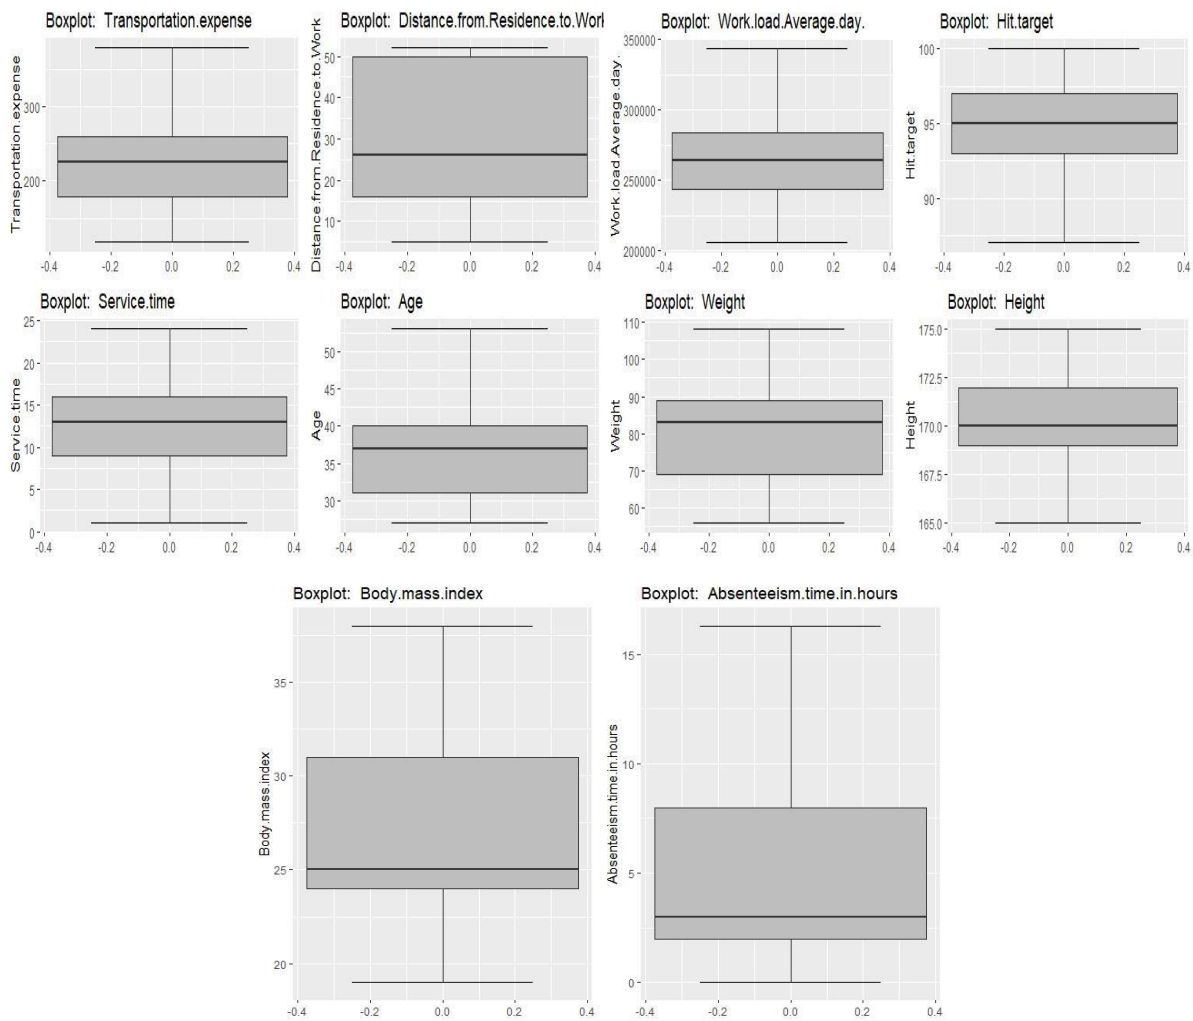 Boxplot: Transportation.expense
Transportation.expense
300
200
-0.4 -0.2 0.0 0.2 0.4
Boxplot: Distance.from.Residence.to.Work
Distance.from.Residence.to.Work
50
40
30
20
10
-0.4 -0.2 0.0 0.2 0.4
Boxplot: Work.load.Average.day.
Work.load.Average.day.
350000
300000
250000
200000
-0.4 -0.2 0.0 0.2 0.4
Boxplot: Hit.target
Hit.target
100
95
90
-0.4 -0.2 0.0 0.2 0.4
Boxplot: Service.time
Service.time
25
20
15
10
5
0
-0.4 -0.2 0.0 0.2 0.4
Boxplot: Age
Age
50
45
40
35
30
-0.4 -0.2 0.0 0.2 0.4
Boxplot: Weight
Weight
110
100
90
80
70
60
-0.4 -0.2 0.0 0.2 0.4
Boxplot: Height
Height
175.0
172.5
170.0
167.5
165.0
-0.4 -0.2 0.0 0.2 0.4
Boxplot: Body.mass.index
Body.mass.index
35
30
25
20
-0.4 -0.2 0.0 0.2 0.4
Boxplot: Absenteeism.time.in.hours
Absenteeism.time.in.hours
15
10
5
0
-0.4 -0.2 0.0 0.2 0.4